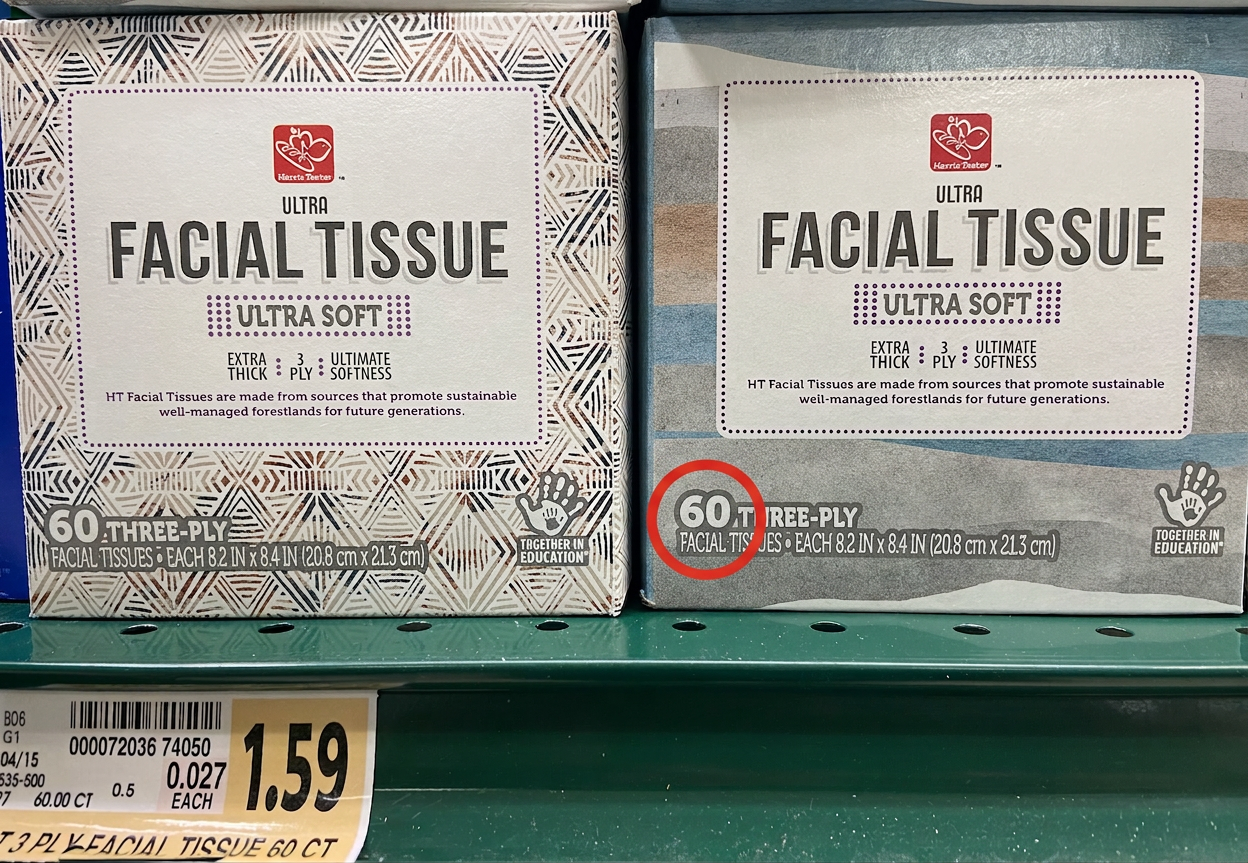 Harris Teeter
ULTRA
FACIAL TISSUE
ULTRA SOFT
EXTRA THICK
3 PLY
ULTIMATE SOFTNESS
HT Facial Tissues are made from sources that promote sustainable
well-managed forestlands for future generations.
60 THREE-PLY
FACIAL TISSUES • EACH 8.2 IN x 8.4 IN (20.8 cm x 21.3 cm)
TOGETHER IN
EDUCATION
Harris Teeter
ULTRA
FACIAL TISSUE
ULTRA SOFT
EXTRA THICK
3 PLY
ULTIMATE SOFTNESS
HT Facial Tissues are made from sources that promote sustainable
well-managed forestlands for future generations.
60 THREE-PLY
FACIAL TISSUES • EACH 8.2 IN x 8.4 IN (20.8 cm x 21.3 cm)
TOGETHER IN
EDUCATION
B06
G1
04/15
535-500
60.00 CT
0.5
000072036 74050
0.027
EACH
1.59
3 PLY FACIAL TISSUE 60 CT